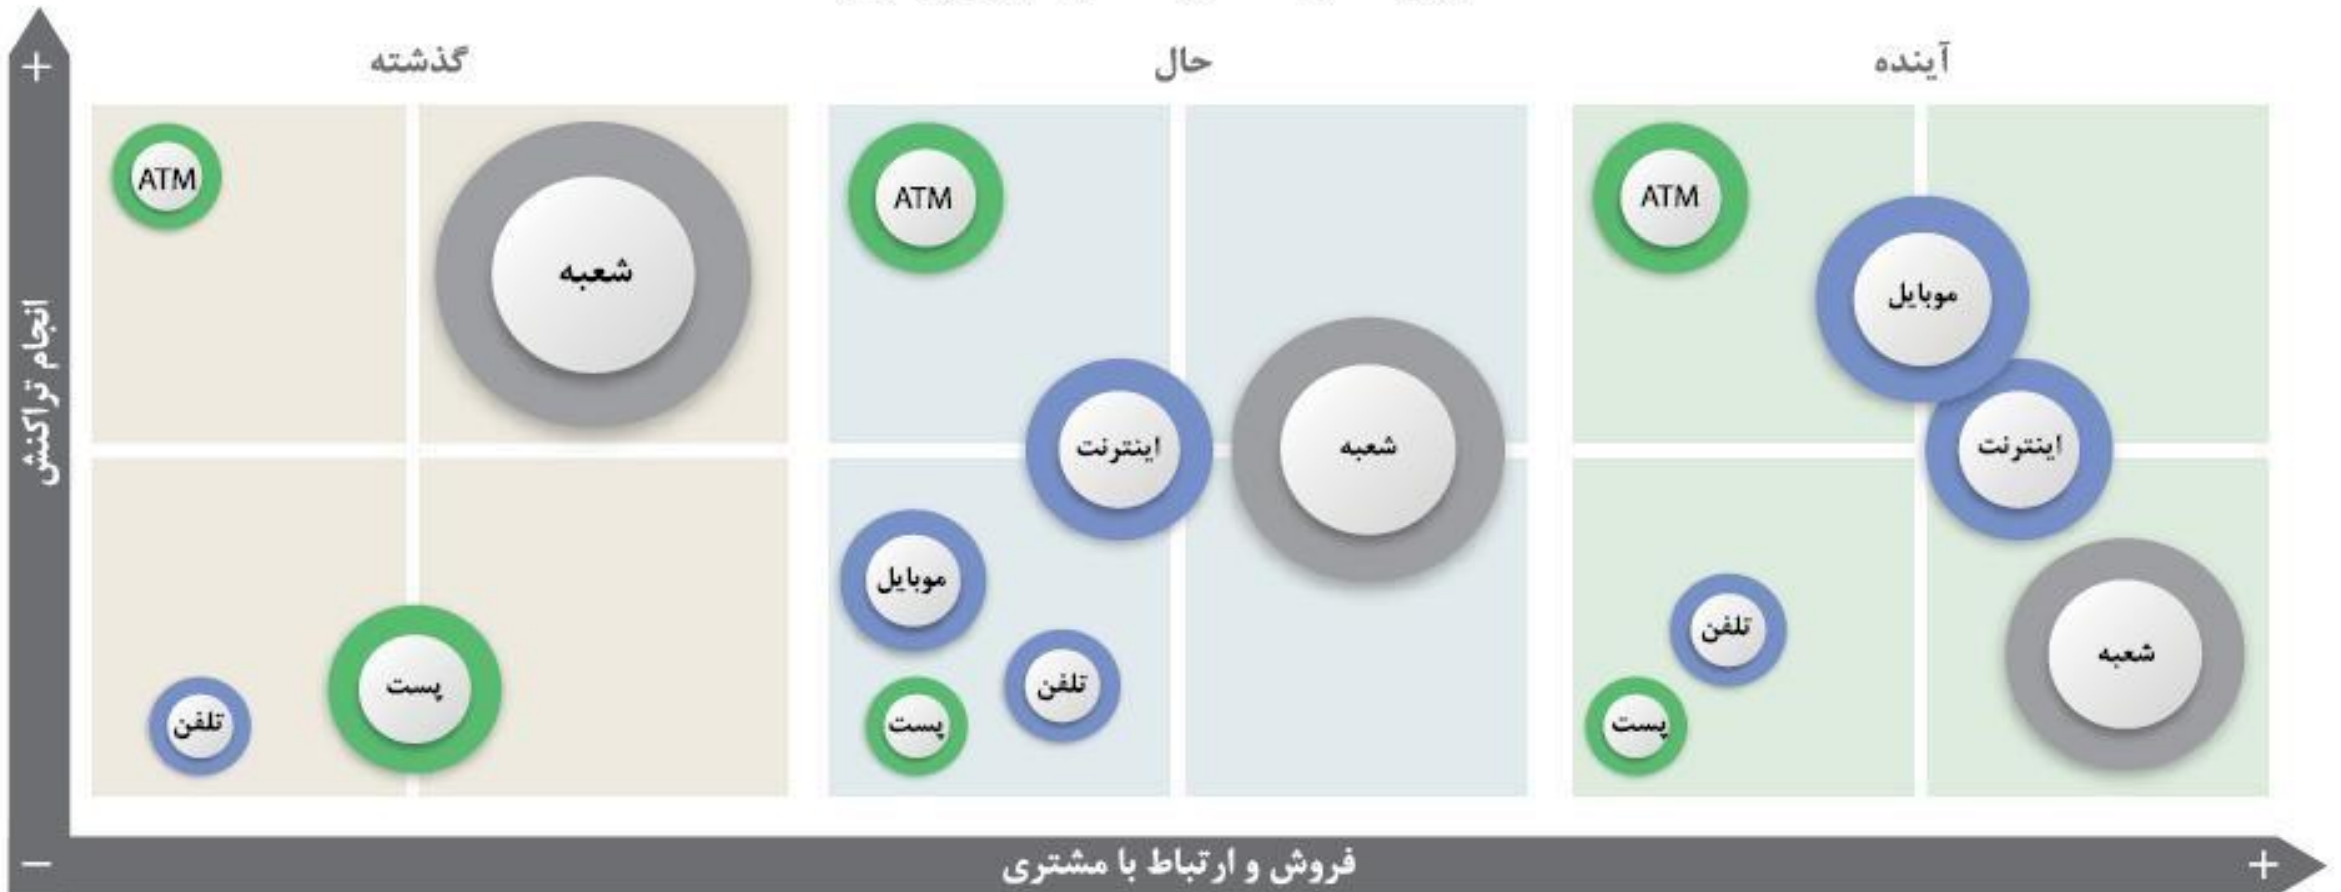 گذشته
حال
آینده
+
ATM
شعبه
پست
تلفن
ATM
اینترنت
شعبه
موبایل
تلفن
پست
ATM
موبایل
اینترنت
تلفن
شعبه
پست
انجام تراکنش
–
فروش و ارتباط با مشتری
+